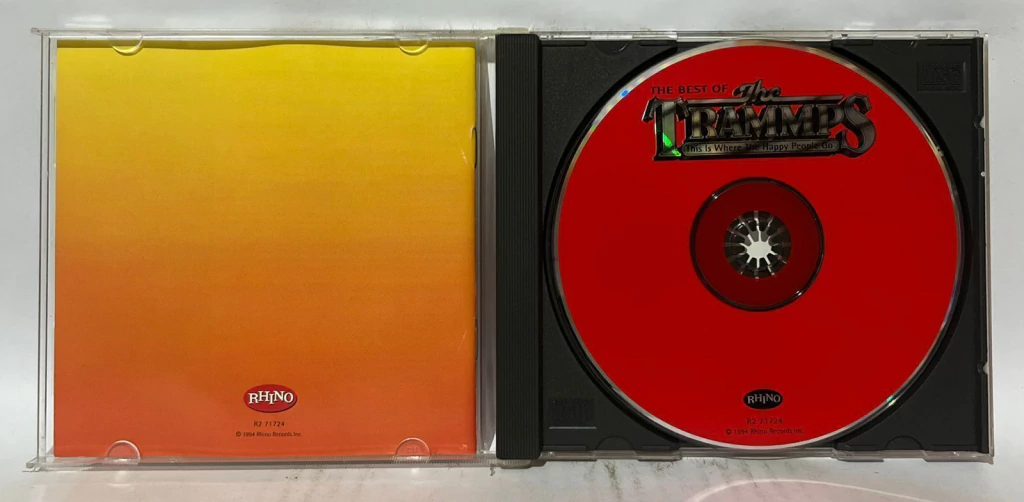 RHINO
R2 71724
℗ 1994 Rhino Records Inc.
THE BEST OF The
TRAMMPS
This Is Where The Happy People Go
RHINO
R2 71724
℗ 1994 Rhino Records Inc.